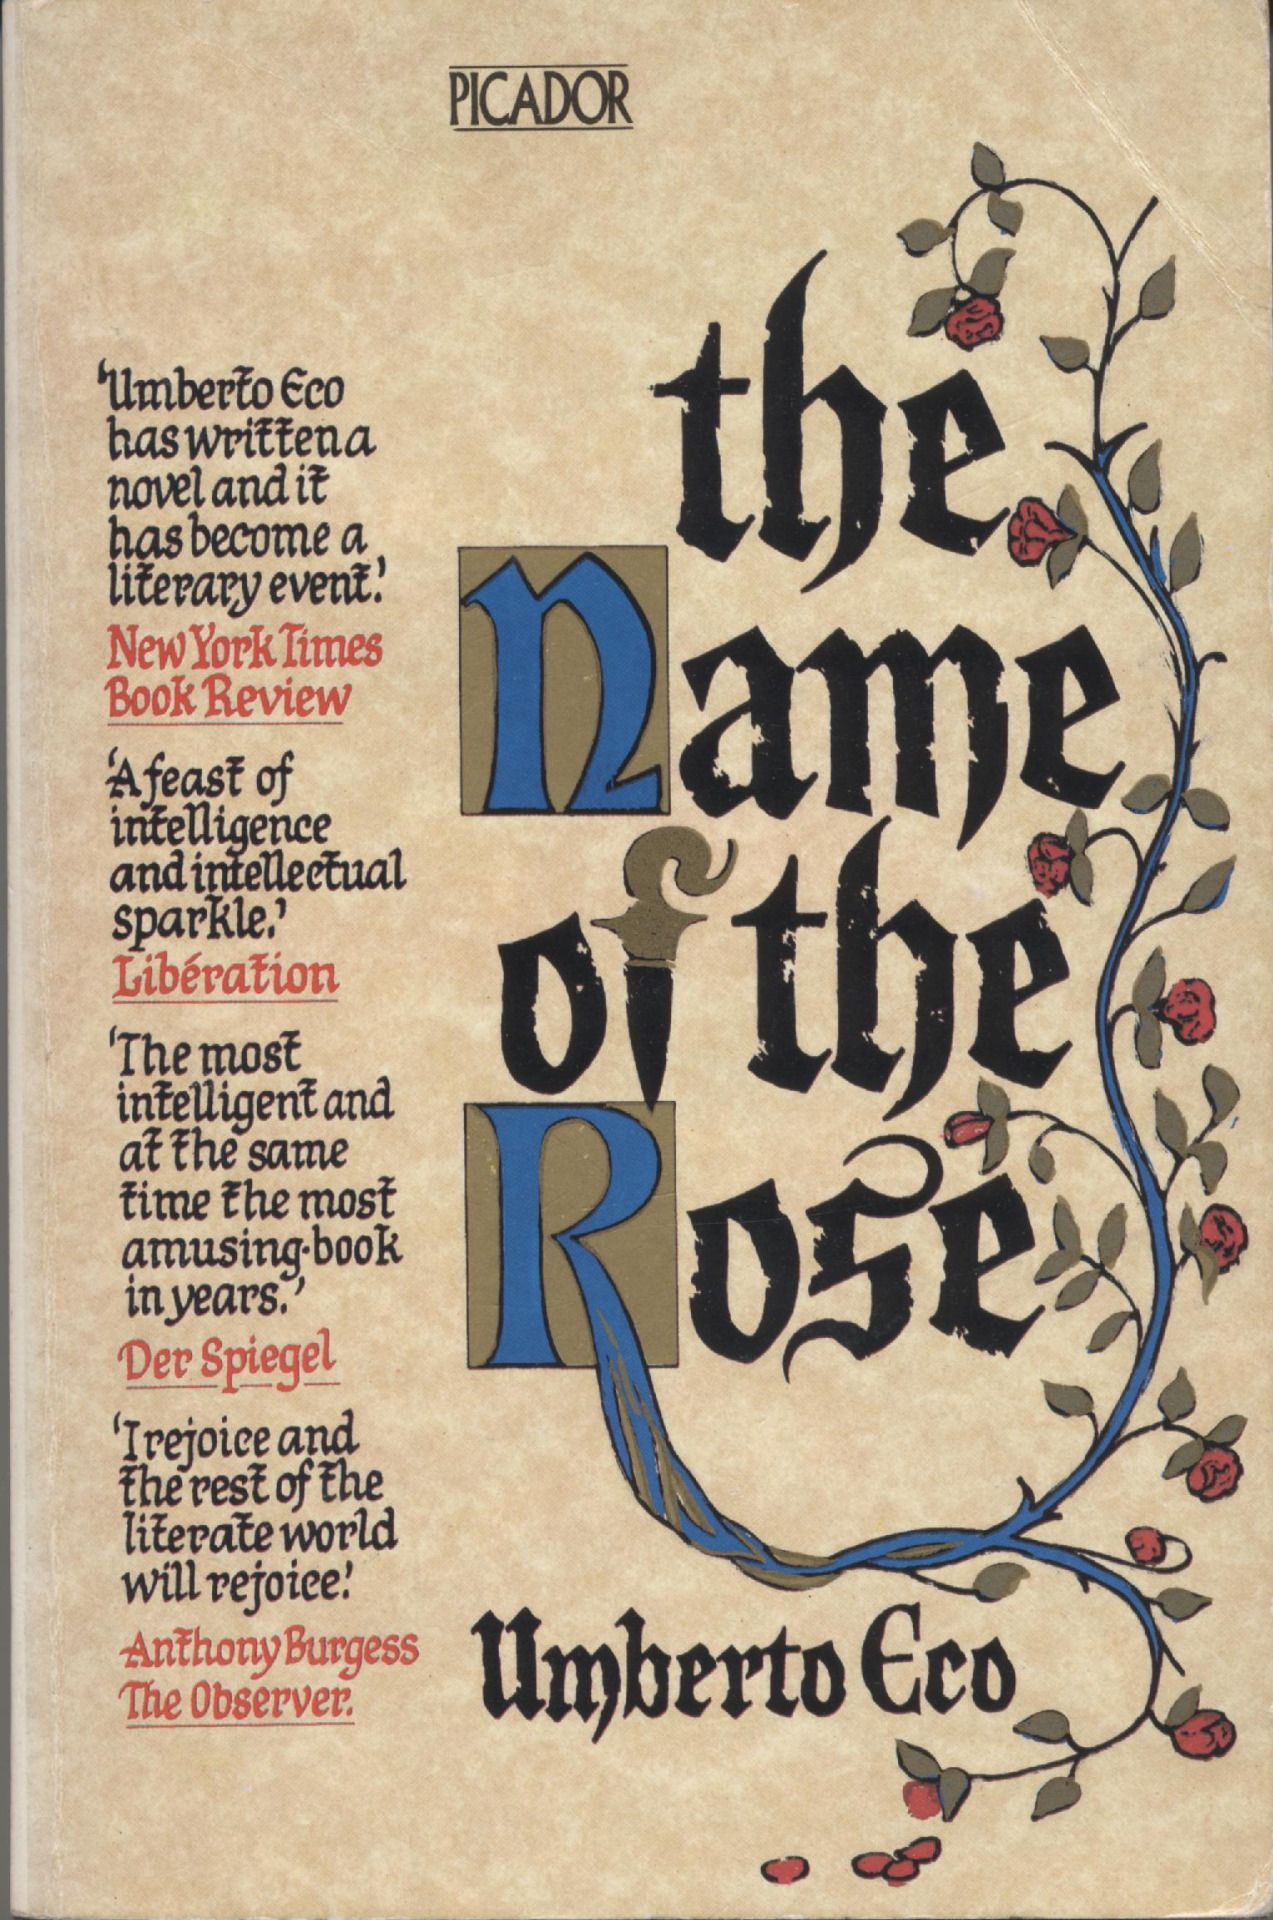 PICADOR
'Umberto Eco
has written a
novel and it
has become a
literary event.'
New York Times
Book Review
'A feast of
intelligence
and intellectual
sparkle.'
Libération
'The most
intelligent and
at the same
time the most
amusing·book
in years.'
Der Spiegel
'I rejoice and
the rest of the
literate world
will rejoice.'
Anthony Burgess
The Observer.
the
Name
of the
Rose
Umberto Eco